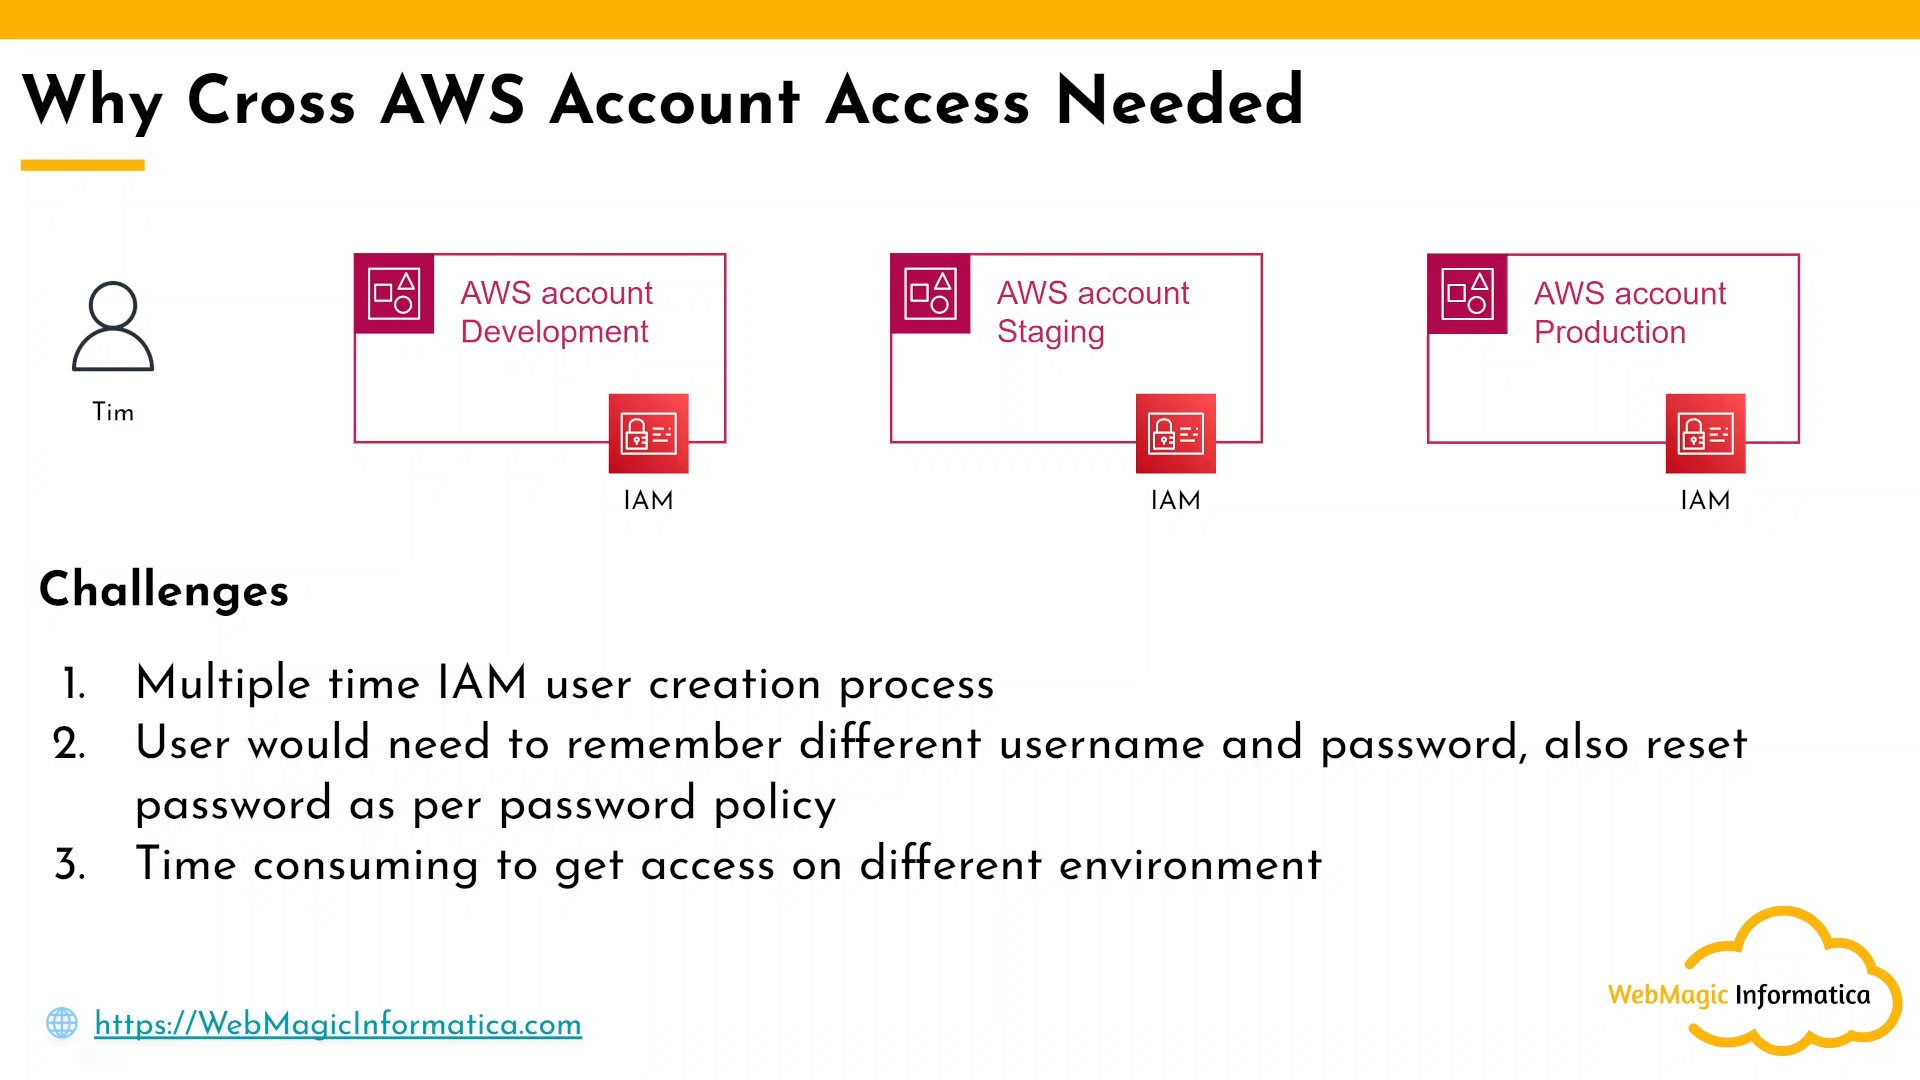 Why Cross AWS Account Access Needed
Tim
AWS account
Development
IAM
AWS account
Staging
IAM
AWS account
Production
IAM
Challenges
1. Multiple time IAM user creation process
2. User would need to remember different username and password, also reset
password as per password policy
3. Time consuming to get access on different environment
https://WebMagicInformatica.com
WebMagic Informatica